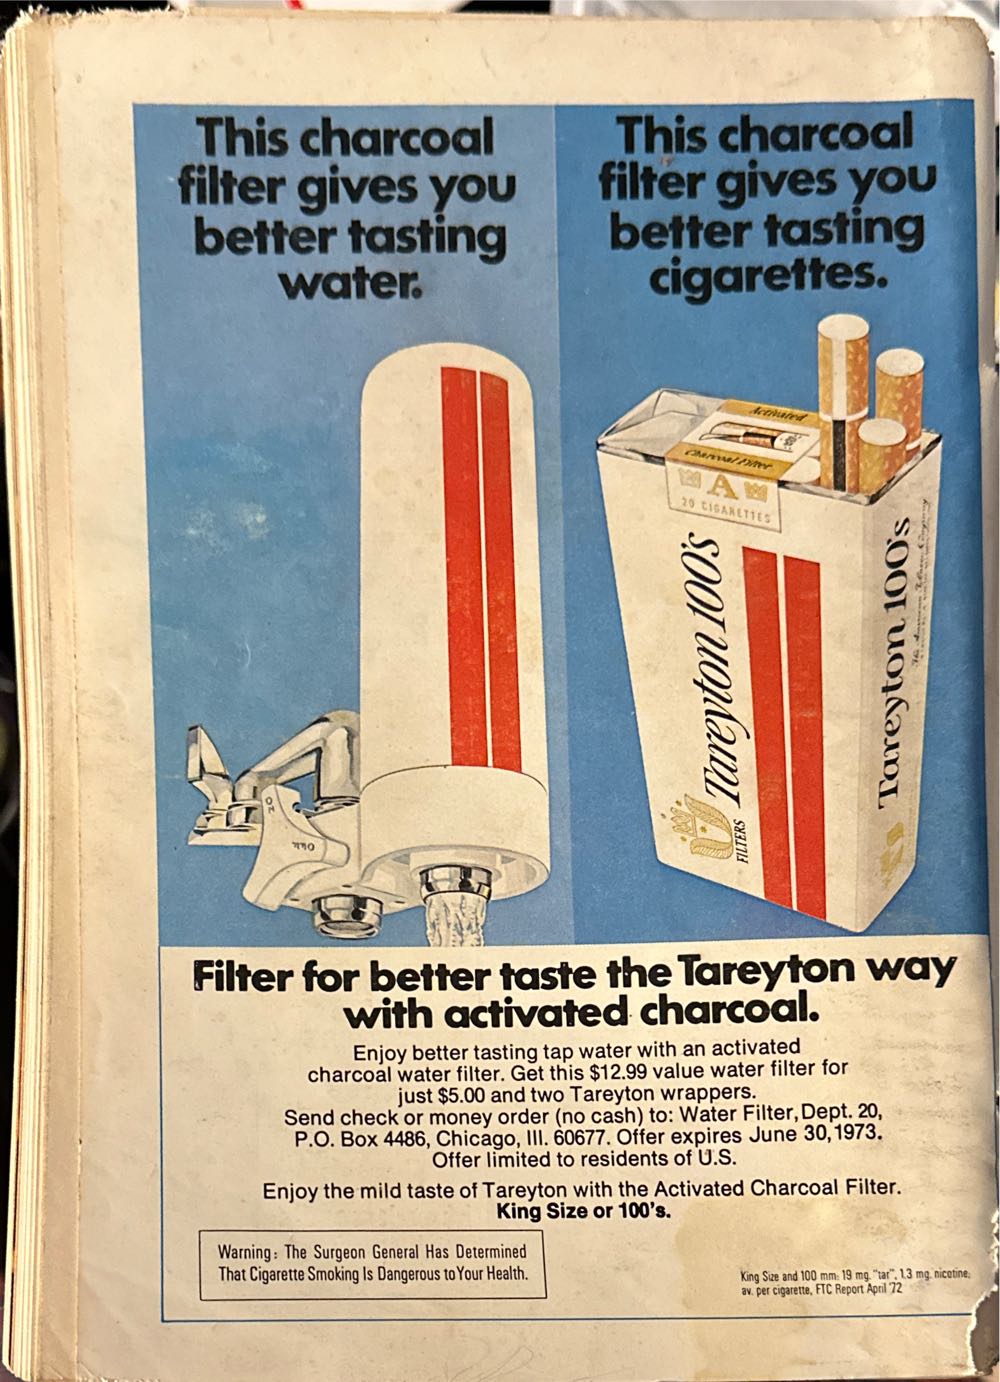 This charcoal
filter gives you
better tasting
water.
This charcoal
filter gives you
better tasting
cigarettes.
ON
Activated
Charcoal Filter
A
20 CIGARETTES
Tareyton 100's
FILTERS
Tareyton 100's
The American Tobacco Company
Filter for better taste the Tareyton way
with activated charcoal.
Enjoy better tasting tap water with an activated
charcoal water filter. Get this $12.99 value water filter for
just $5.00 and two Tareyton wrappers.
Send check or money order (no cash) to: Water Filter, Dept. 20,
P.O. Box 4486, Chicago, Ill. 60677. Offer expires June 30, 1973.
Offer limited to residents of U.S.
Enjoy the mild taste of Tareyton with the Activated Charcoal Filter.
King Size or 100's.
Warning: The Surgeon General Has Determined
That Cigarette Smoking Is Dangerous to Your Health.
King Size and 100 mm: 19 mg. "tar", 1.3 mg. nicotine;
av. per cigarette, FTC Report April '72